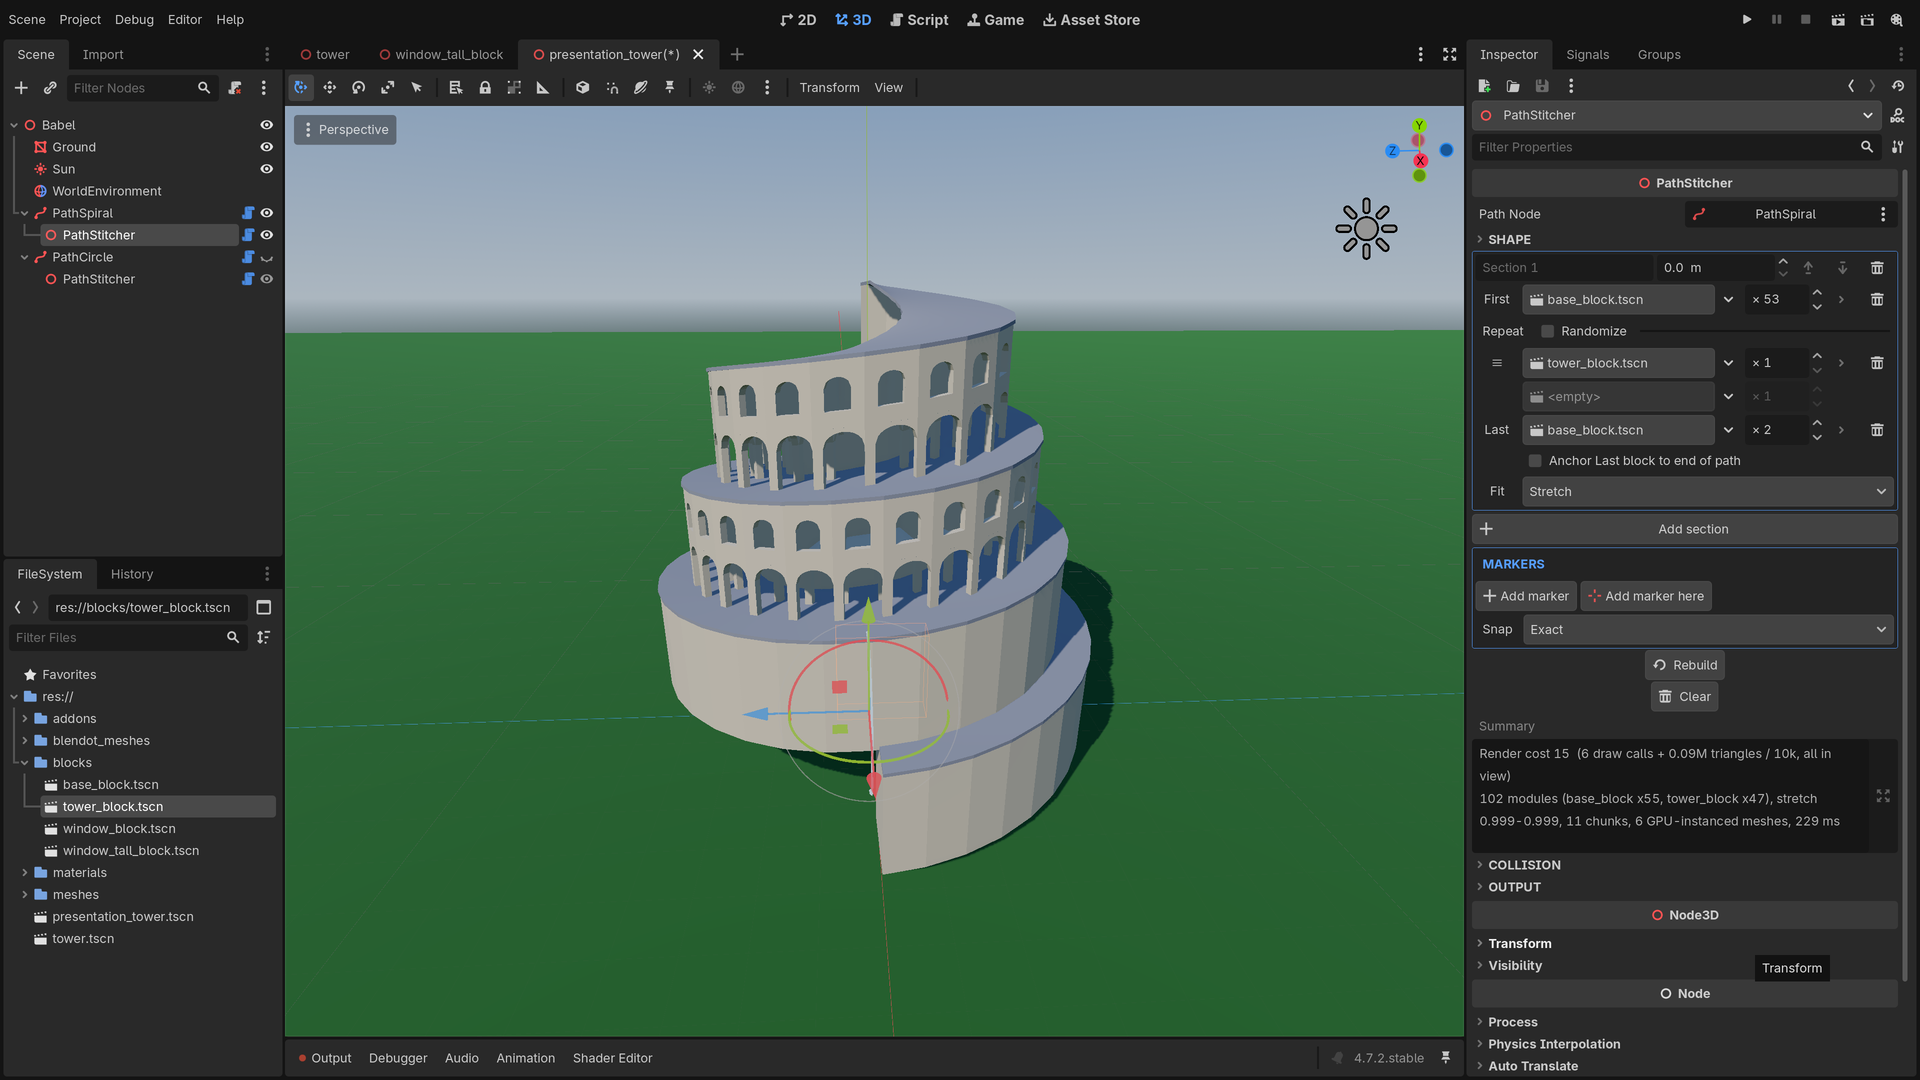 Scene Project Debug Editor Help
2D 3D Script Game Asset Store
Scene Import
Filter Nodes
Babel
Ground
Sun
WorldEnvironment
PathSpiral
PathStitcher
PathCircle
PathStitcher
FileSystem History
res://blocks/tower_block.tscn
Filter Files
Favorites
res://
addons
blendot_meshes
blocks
base_block.tscn
tower_block.tscn
window_block.tscn
window_tall_block.tscn
materials
meshes
presentation_tower.tscn
tower.tscn
tower window_tall_block presentation_tower(*)
Transform View
Perspective
Y
Z
X
Output Debugger Audio Animation Shader Editor
4.7.2.stable
Inspector Signals Groups
PathStitcher
DOC
Filter Properties
PathStitcher
Path Node PathSpiral
SHAPE
Section 1 0.0 m
First base_block.tscn × 53
Repeat Randomize
tower_block.tscn × 1
<empty> × 1
Last base_block.tscn × 2
Anchor Last block to end of path
Fit Stretch
Add section
MARKERS
Add marker Add marker here
Snap Exact
Rebuild
Clear
Summary
Render cost 15 (6 draw calls + 0.09M triangles / 10k, all in
view)
102 modules (base_block x55, tower_block x47), stretch
0.999-0.999, 11 chunks, 6 GPU-instanced meshes, 229 ms
COLLISION
OUTPUT
Node3D
Transform
Visibility
Transform
Node
Process
Physics Interpolation
Auto Translate